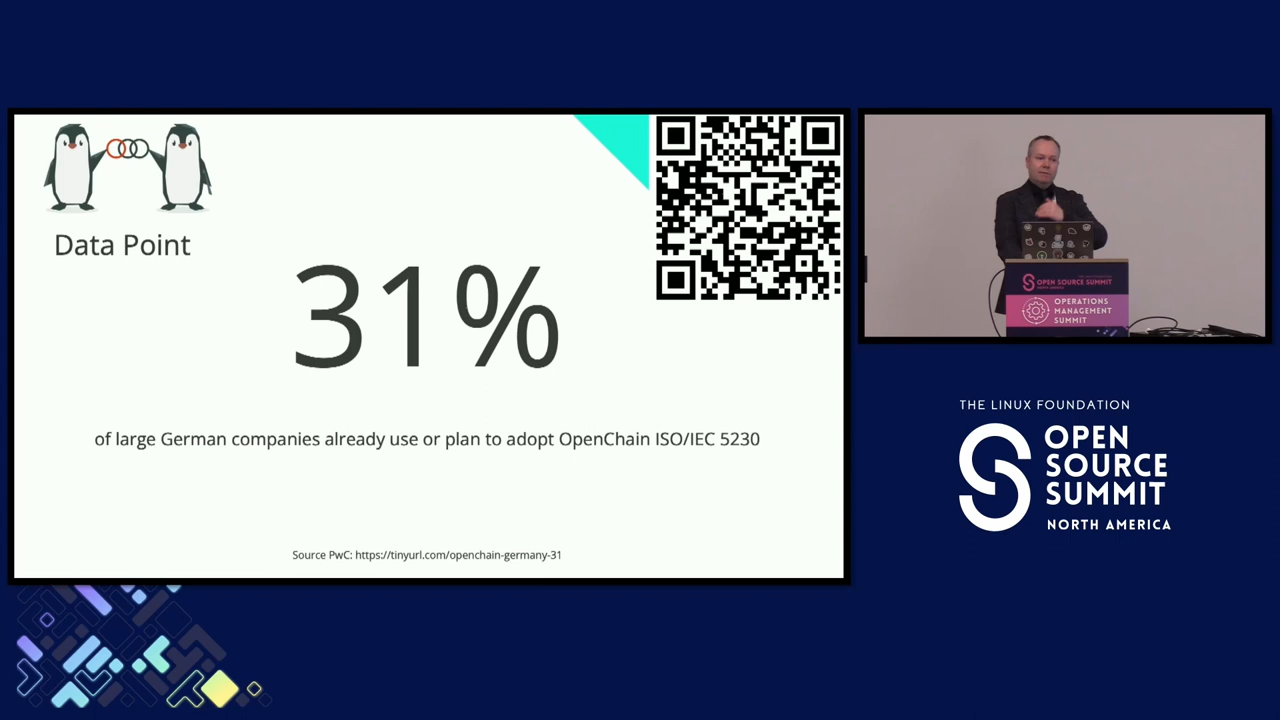 Data Point
31%
of large German companies already use or plan to adopt OpenChain ISO/IEC 5230
Source PwC: https://tinyurl.com/openchain-germany-31
OPEN SOURCE SUMMIT
NORTH AMERICA
OPERATIONS
MANAGEMENT
SUMMIT
THE LINUX FOUNDATION
OPEN
SOURCE
SUMMIT
NORTH AMERICA